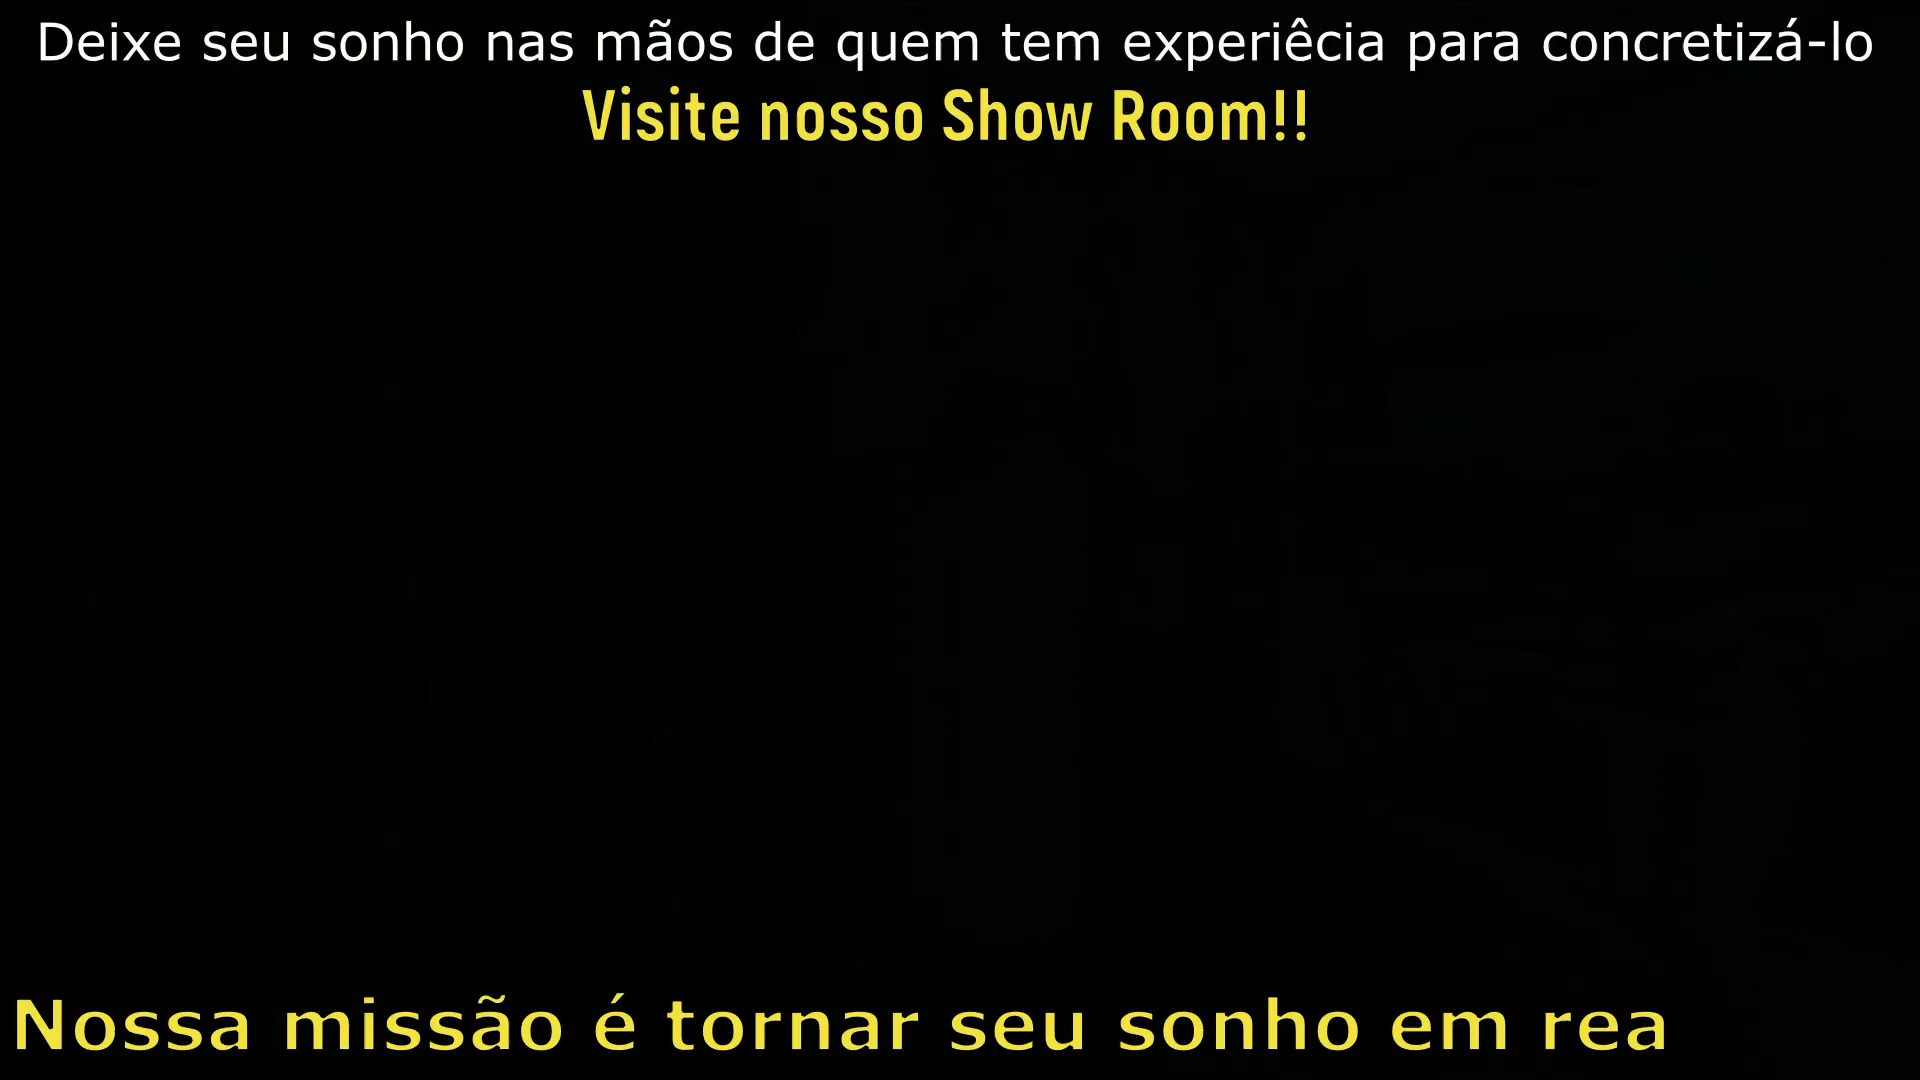 Deixe seu sonho nas mãos de quem tem experiêcia para concretizá-lo
Visite nosso Show Room!!
Nossa missão é tornar seu sonho em rea